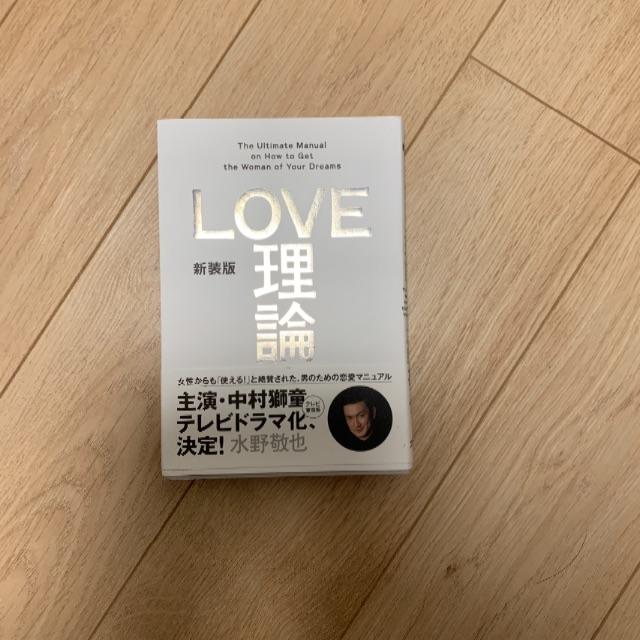 The Ultimate Manual
on How to Get
the Woman of Your Dreams
LOVE
新装版
理論
女性からも「使える!」と絶賛された、男のための恋愛マニュアル
主演・中村獅童
テレビドラマ化、
決定!水野敬也